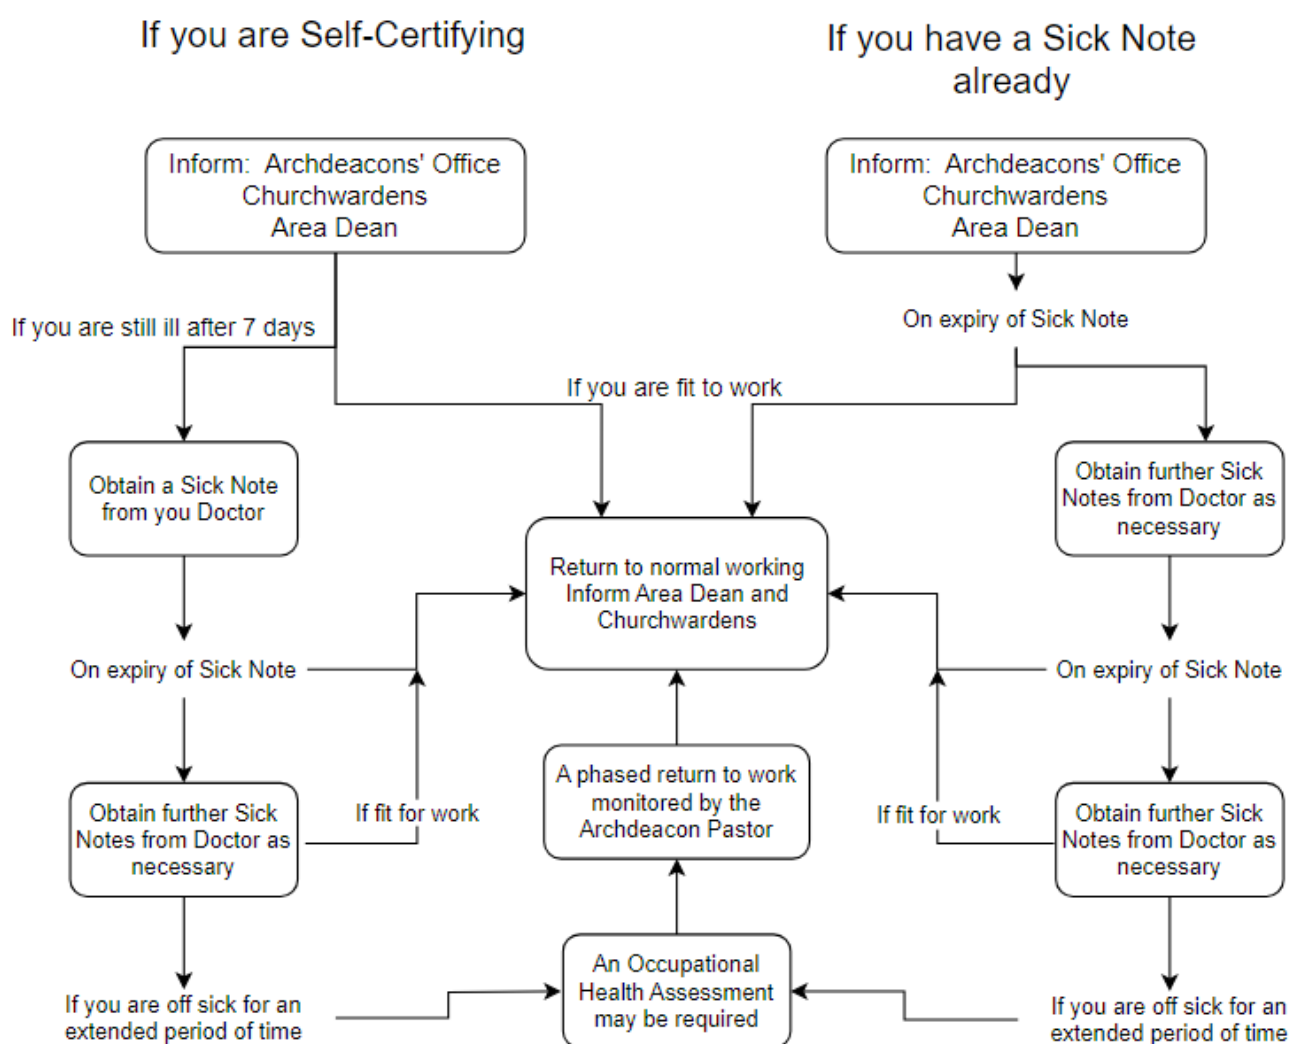 If you are Self-Certifying
If you have a Sick Note
already
Inform:  Archdeacons' Office
Churchwardens
Area Dean
Inform:  Archdeacons' Office
Churchwardens
Area Dean
If you are still ill after 7 days
On expiry of Sick Note
If you are fit to work
Obtain a Sick Note
from you Doctor
Obtain further Sick
Notes from Doctor as
necessary
Return to normal working
Inform Area Dean and
Churchwardens
On expiry of Sick Note
On expiry of Sick Note
A phased return to work
monitored by the
Archdeacon Pastor
Obtain further Sick
Notes from Doctor as
necessary
If fit for work
If fit for work
Obtain further Sick
Notes from Doctor as
necessary
An Occupational
Health Assessment
may be required
If you are off sick for an
extended period of time
If you are off sick for an
extended period of time